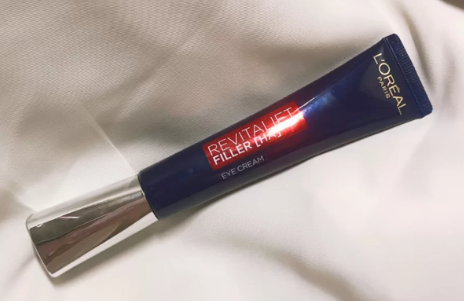 L'ORÉAL
PARIS
REVITALIFT
FILLER [HA]
EYE CREAM